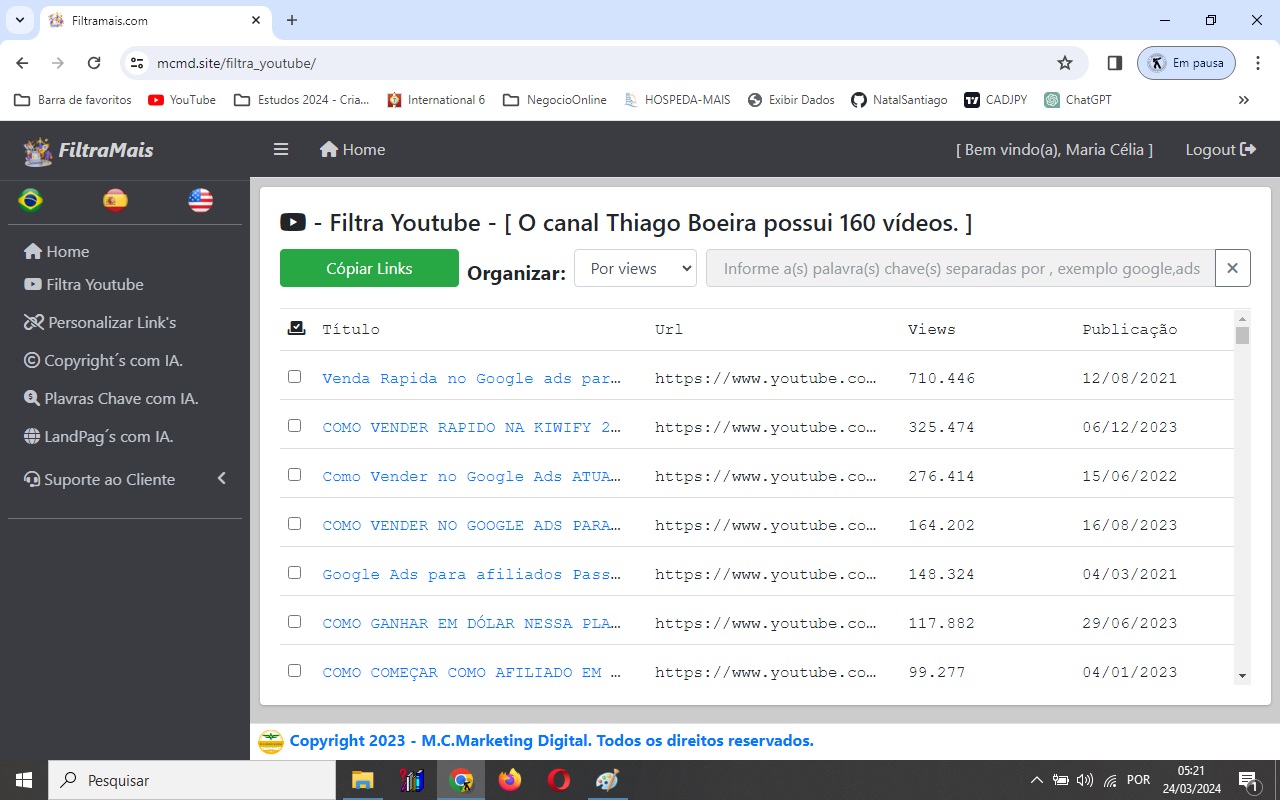 Filtramais.com
mcmd.site/filtra_youtube/
Em pausa
Barra de favoritos YouTube Estudos 2024 - Cria... International 6 NegocioOnline HOSPEDA-MAIS Exibir Dados NatalSantiago CADJPY ChatGPT
FiltraMais Home [ Bem vindo(a), Maria Célia ] Logout
Home
Filtra Youtube
Personalizar Link's
Copyright´s com IA.
Plavras Chave com IA.
LandPag´s com IA.
Suporte ao Cliente
- Filtra Youtube - [ O canal Thiago Boeira possui 160 vídeos. ]
Cópiar Links Organizar: Por views Informe a(s) palavra(s) chave(s) separadas por , exemplo google,ads
Título Url Views Publicação
Venda Rapida no Google ads par… https://www.youtube.co… 710.446 12/08/2021
COMO VENDER RAPIDO NA KIWIFY 2… https://www.youtube.co… 325.474 06/12/2023
Como Vender no Google Ads ATUA… https://www.youtube.co… 276.414 15/06/2022
COMO VENDER NO GOOGLE ADS PARA… https://www.youtube.co… 164.202 16/08/2023
Google Ads para afiliados Pass… https://www.youtube.co… 148.324 04/03/2021
COMO GANHAR EM DÓLAR NESSA PLA… https://www.youtube.co… 117.882 29/06/2023
COMO COMEÇAR COMO AFILIADO EM … https://www.youtube.co… 99.277 04/01/2023
Copyright 2023 - M.C.Marketing Digital. Todos os direitos reservados.
Pesquisar
POR
05:21
24/03/2024
1